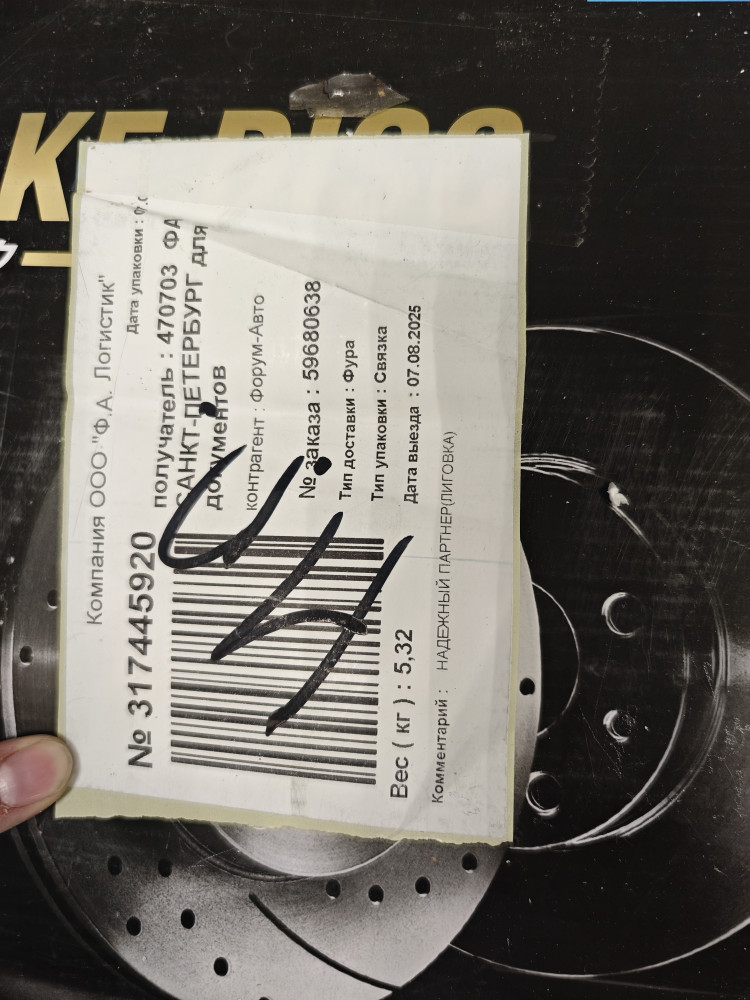 Компания ООО "Ф.А. Логистик"
№ 317445920
Дата упаковки :
получатель : 470703 ФА
САНКТ-ПЕТЕРБУРГ для
документов
контрагент : Форум-Авто
№ заказа : 59680638
Тип доставки : Фура
Тип упаковки : Связка
Дата выезда : 07.08.2025
Вес ( кг ) : 5,32
Комментарий : НАДЕЖНЫЙ ПАРТНЕР(ЛИГОВКА)